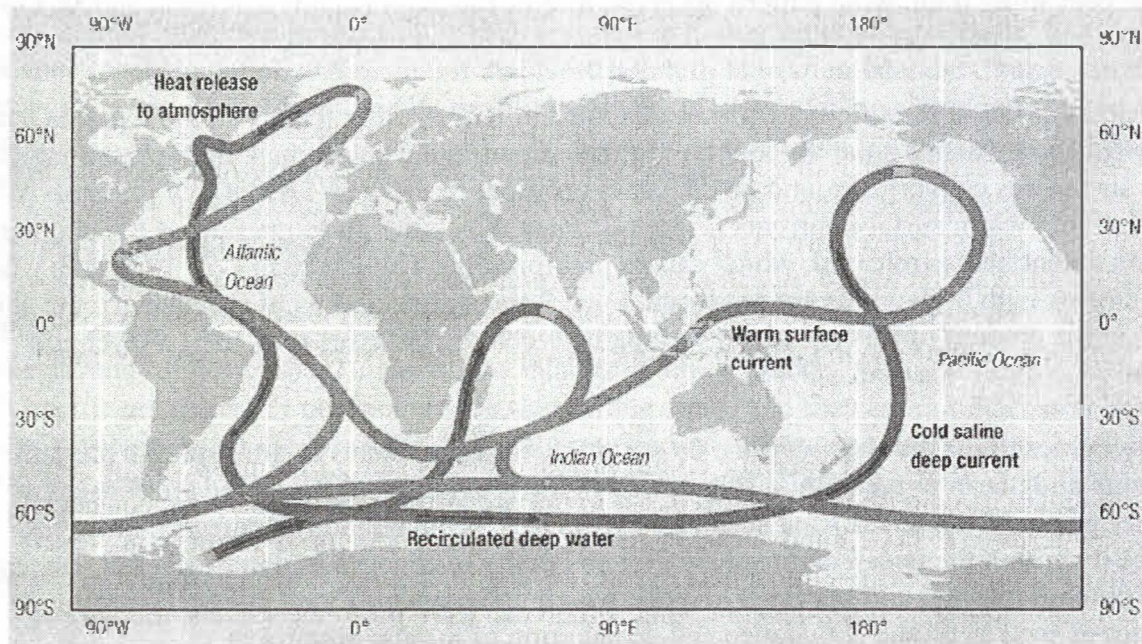 90°W 0° 90°E 180°
90°N 90°N
Heat release
to atmosphere
60°N 60°N
30°N 30°N
Atlantic
Ocean
0° 0°
Warm surface
current
Pacific Ocean
30°S 30°S
Cold saline
deep current
Indian Ocean
60°S 60°S
Recirculated deep water
90°S 90°S
90°W 0° 90°E 180°